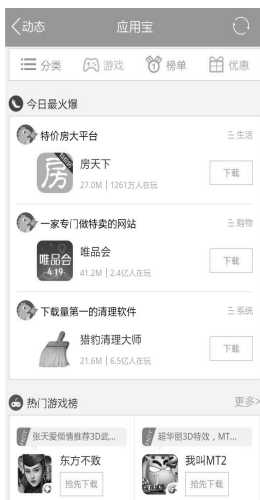 动态 应用宝
分类 游戏 榜单 优惠
今日最火爆
特价房大平台 生活
房天下
27.0M | 1261万人在玩
下载
一家专门做特卖的网站 购物
唯品会
4.19
唯品会
41.2M | 2.4亿人在玩
下载
下载量第一的清理软件 系统
猎豹清理大师
21.6M | 6.5亿人在玩
下载
热门游戏榜 更多>
张天爱倾情推荐3D武... 超华丽3D特效，MT...
东方不败 我叫MT2
抢先下载 抢先下载